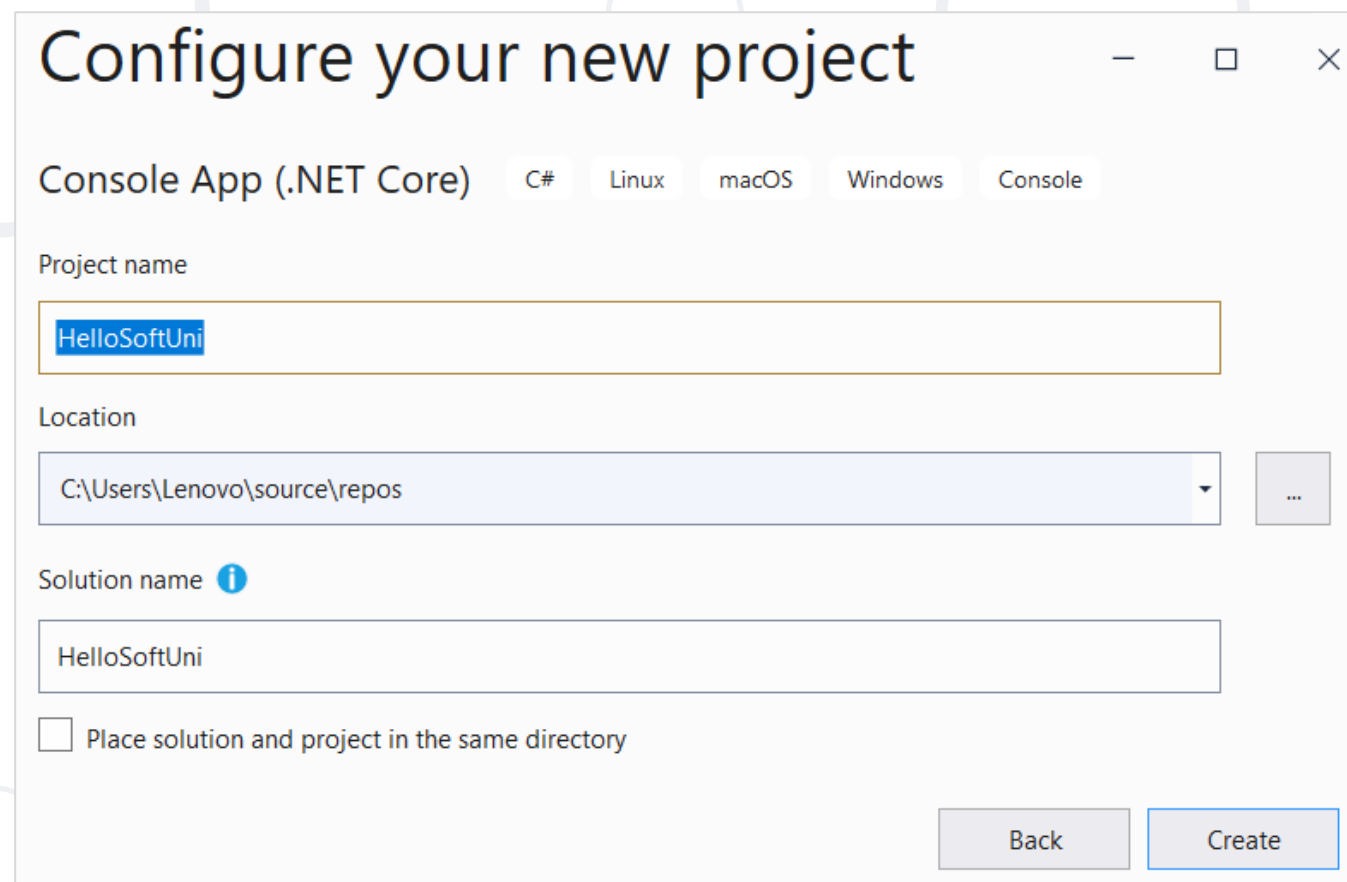 Configure your new project
Console App (.NET Core) C# Linux macOS Windows Console
Project name
HelloSoftUni
Location
C:\Users\Lenovo\source\repos
...
Solution name
HelloSoftUni
Place solution and project in the same directory
Back Create